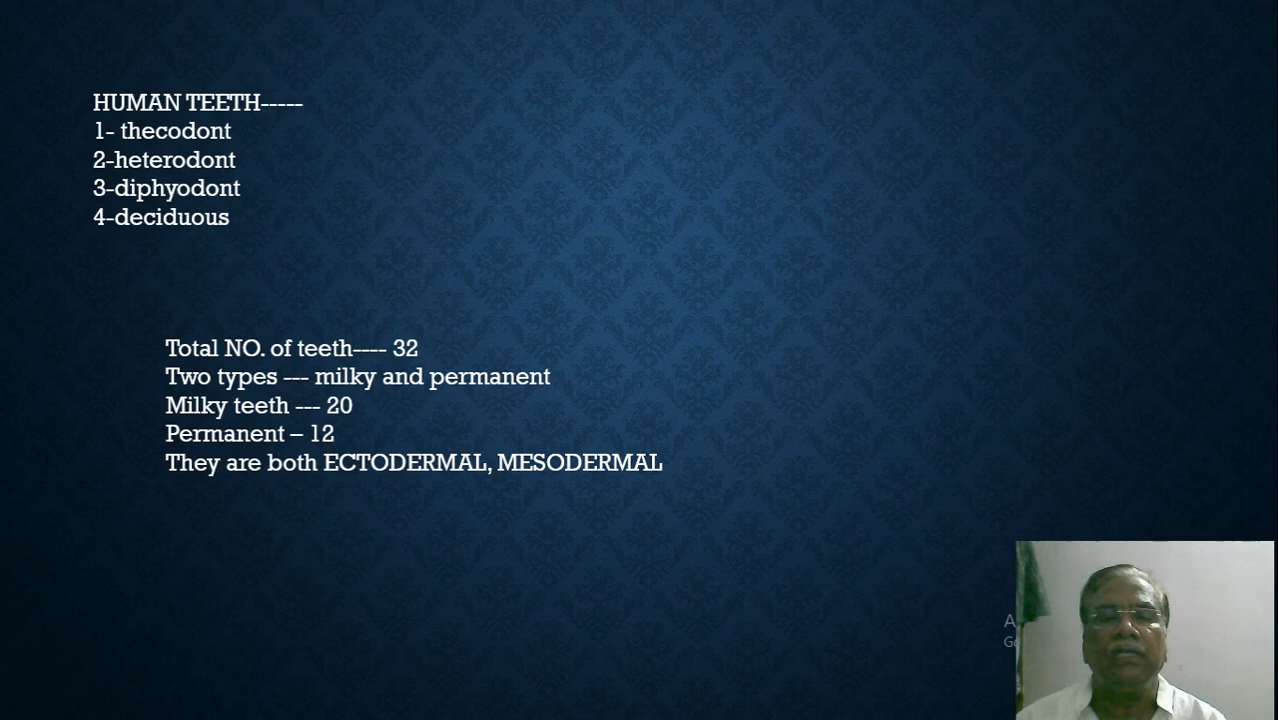 HUMAN TEETH-----
1- thecodont
2-heterodont
3-diphyodont
4-deciduous
Total NO. of teeth---- 32
Two types --- milky and permanent
Milky teeth --- 20
Permanent – 12
They are both ECTODERMAL, MESODERMAL